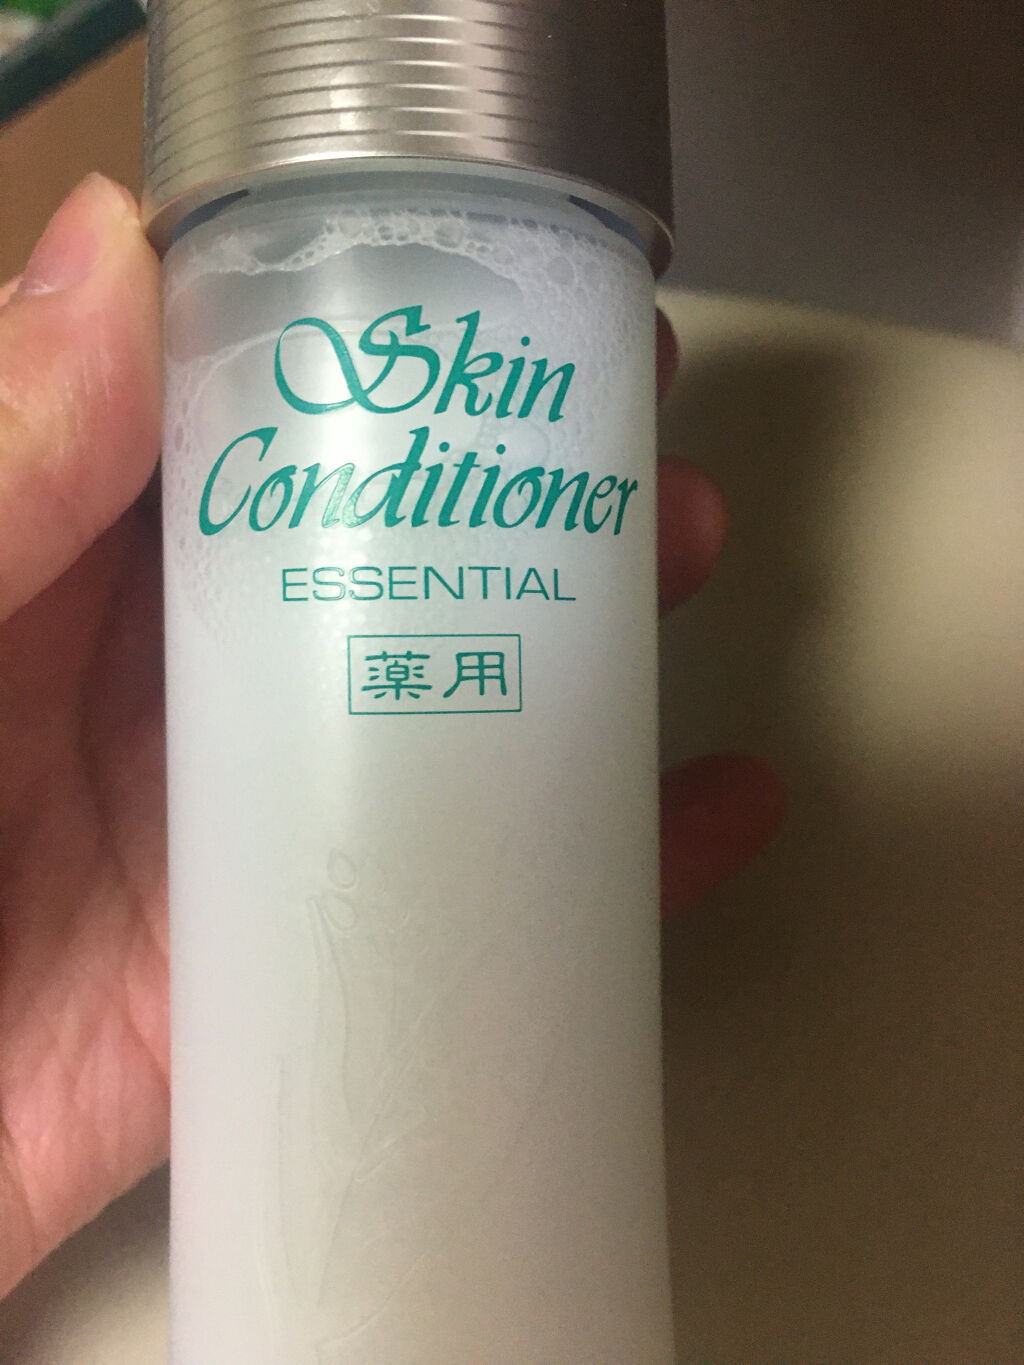 Skin
Conditioner
ESSENTIAL
薬用